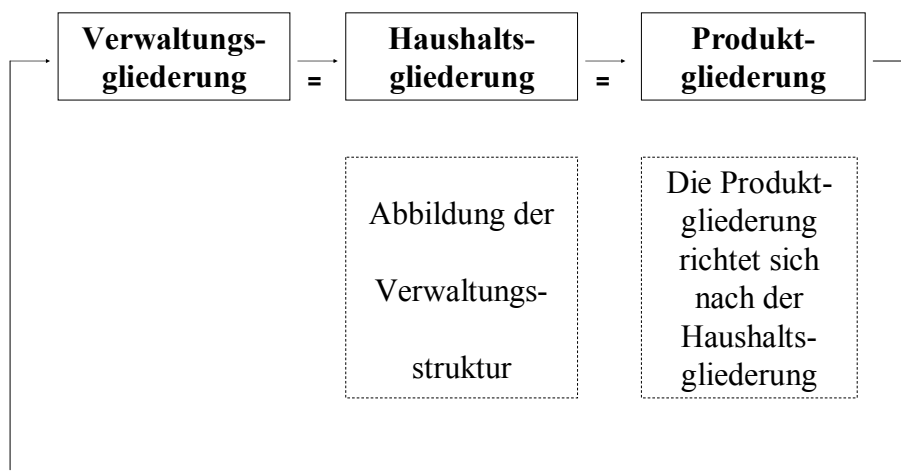 Verwaltungs-
gliederung
=
Haushalts-
gliederung
=
Produkt-
gliederung
Abbildung der
Verwaltungs-
struktur
Die Produkt-
gliederung
richtet sich
nach der
Haushalts-
gliederung